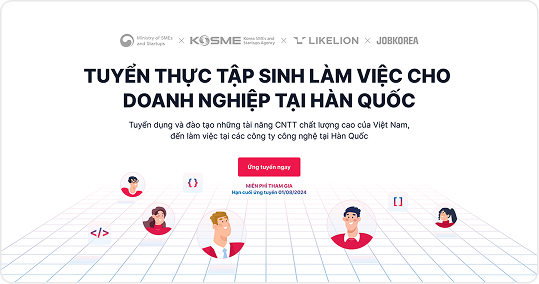 Ministry of SMEs
and Startups
×
KOSME
Korea SMEs and
Startups Agency
×
LIKELION
×
JOBKOREA
TUYỂN THỰC TẬP SINH LÀM VIỆC CHO
DOANH NGHIỆP TẠI HÀN QUỐC
Tuyển dụng và đào tạo những tài năng CNTT chất lượng cao của Việt Nam,
đến làm việc tại các công ty công nghệ tại Hàn Quốc
Ứng tuyển ngay
MIỄN PHÍ THAM GIA
Hạn cuối ứng tuyển 01/09/2024
{ }
[ ]
</>